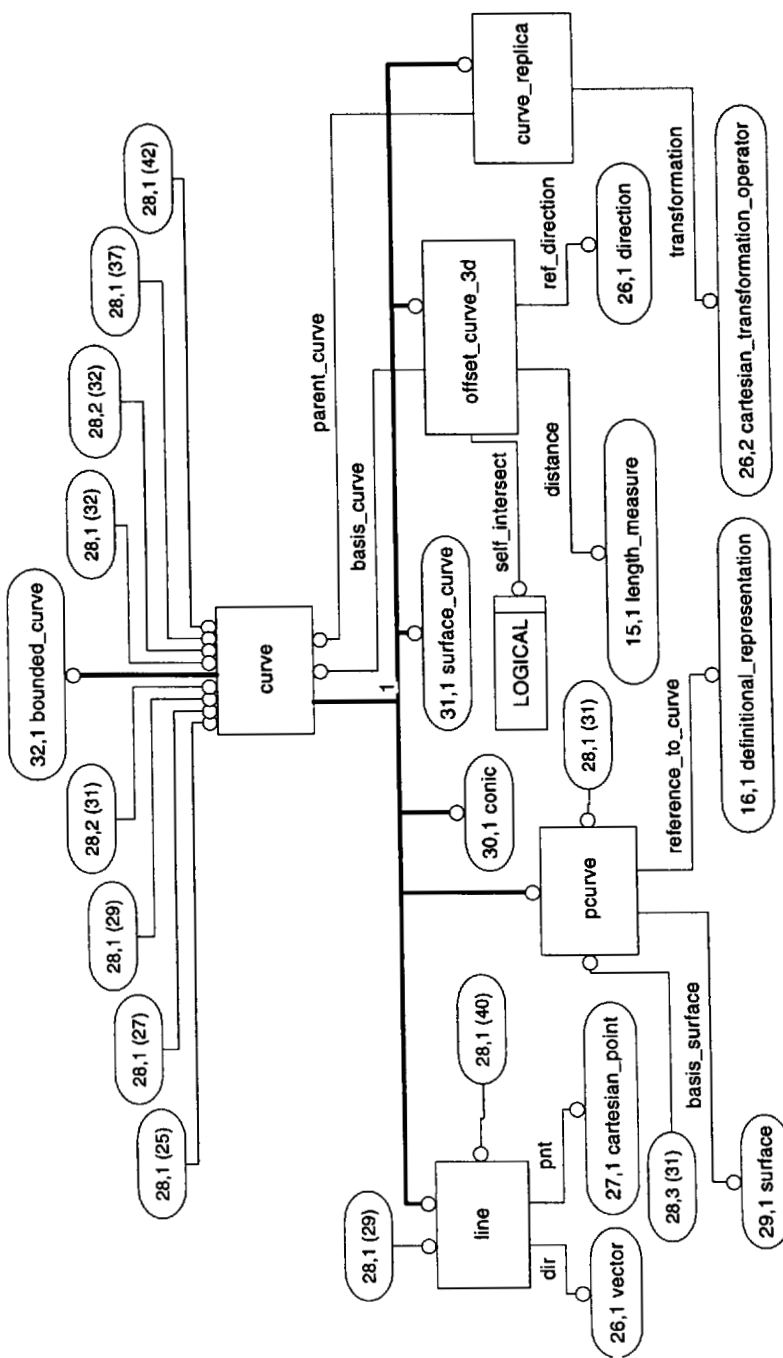 32,1 bounded_curve
28,1 (25)
28,1 (27)
28,1 (29)
28,2 (31)
28,1 (32)
28,2 (32)
28,1 (37)
28,1 (42)
curve
basis_curve
parent_curve
1
28,1 (29)
line
28,1 (40)
dir
pnt
26,1 vector
27,1 cartesian_point
28,3 (31)
pcurve
28,1 (31)
basis_surface
reference_to_curve
29,1 surface
16,1 definitional_representation
30,1 conic
31,1 surface_curve
LOGICAL
self_intersect
offset_curve_3d
distance
ref_direction
15,1 length_measure
26,1 direction
curve_replica
transformation
26,2 cartesian_transformation_operator